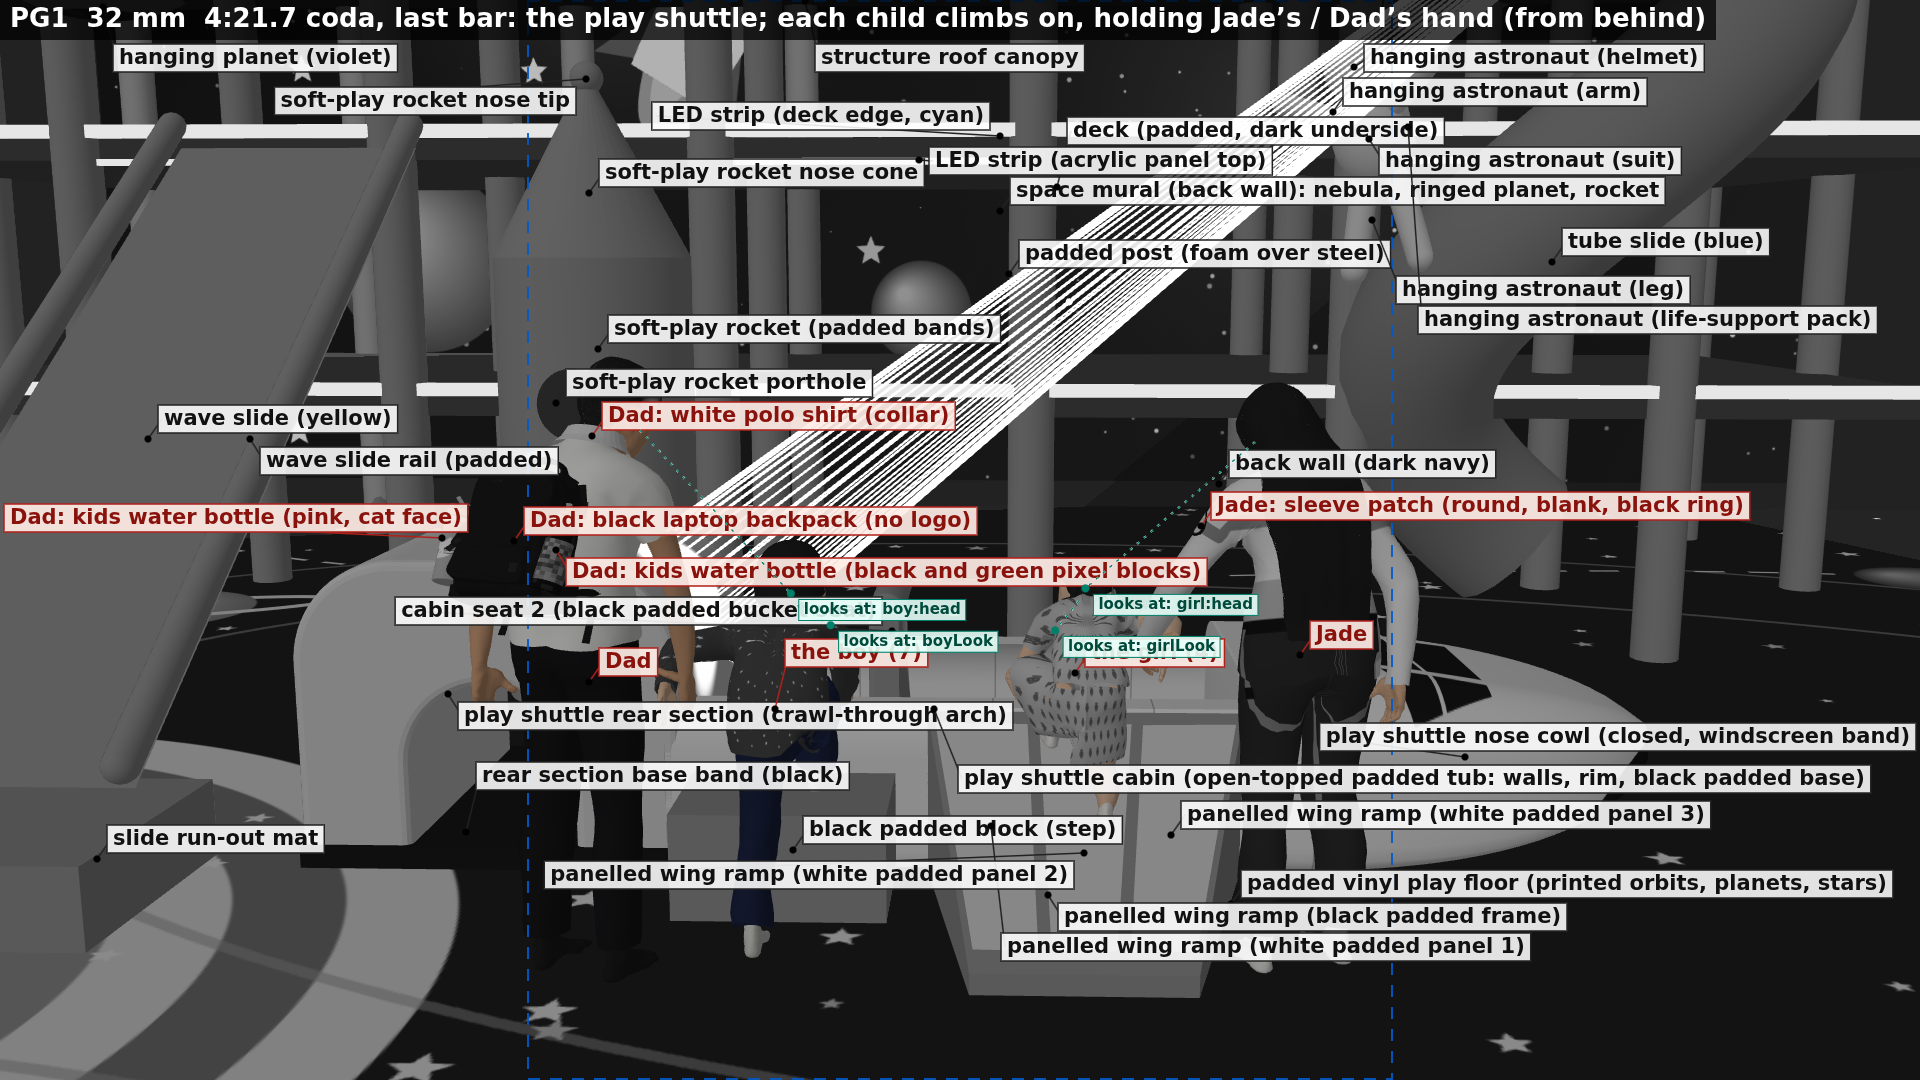 PG1 32 mm 4:21.7 coda, last bar: the play shuttle; each child climbs on, holding Jade’s / Dad’s hand (from behind)
hanging planet (violet)
structure roof canopy
hanging astronaut (helmet)
soft-play rocket nose tip
hanging astronaut (arm)
LED strip (deck edge, cyan)
deck (padded, dark underside)
soft-play rocket nose cone
LED strip (acrylic panel top)
hanging astronaut (suit)
space mural (back wall): nebula, ringed planet, rocket
padded post (foam over steel)
tube slide (blue)
hanging astronaut (leg)
hanging astronaut (life-support pack)
soft-play rocket (padded bands)
soft-play rocket porthole
wave slide (yellow)
Dad: white polo shirt (collar)
wave slide rail (padded)
back wall (dark navy)
Dad: kids water bottle (pink, cat face)
Dad: black laptop backpack (no logo)
Jade: sleeve patch (round, blank, black ring)
Dad: kids water bottle (black and green pixel blocks)
cabin seat 2 (black padded bucke
looks at: boy:head
looks at: girl:head
looks at: boyLook
looks at: girlLook
the boy (7)
Jade
Dad
play shuttle rear section (crawl-through arch)
play shuttle nose cowl (closed, windscreen band)
rear section base band (black)
play shuttle cabin (open-topped padded tub: walls, rim, black padded base)
slide run-out mat
black padded block (step)
panelled wing ramp (white padded panel 3)
panelled wing ramp (white padded panel 2)
padded vinyl play floor (printed orbits, planets, stars)
panelled wing ramp (black padded frame)
panelled wing ramp (white padded panel 1)